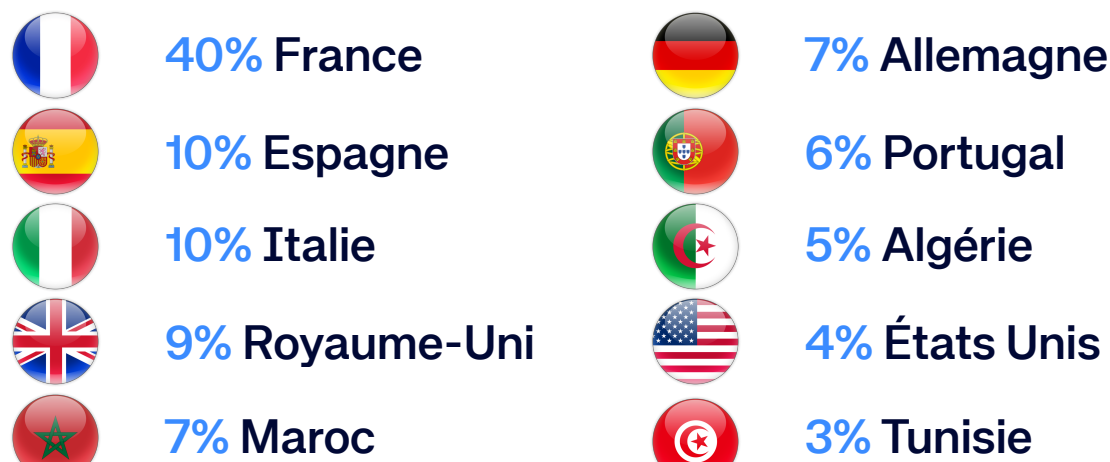 40% France
10% Espagne
10% Italie
9% Royaume-Uni
7% Maroc
7% Allemagne
6% Portugal
5% Algérie
4% États Unis
3% Tunisie